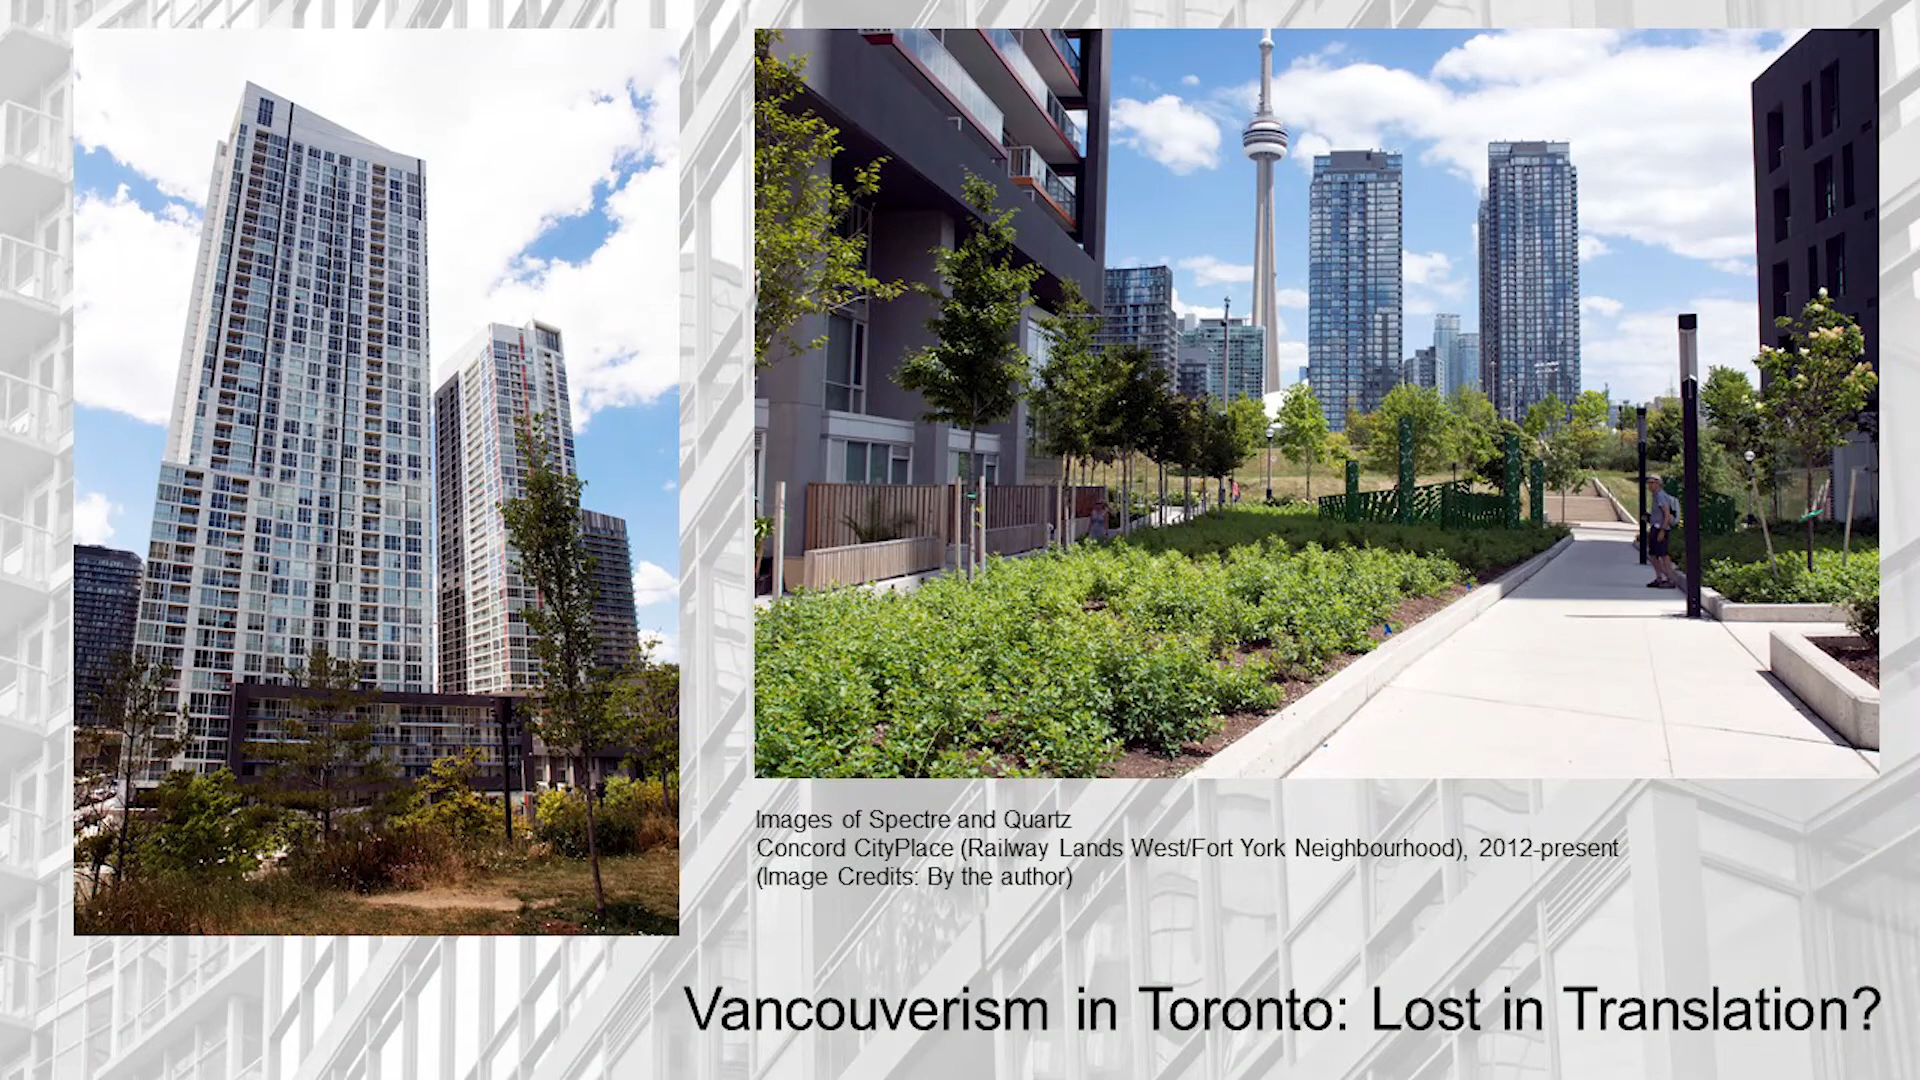 Images of Spectre and Quartz
Concord CityPlace (Railway Lands West/Fort York Neighbourhood), 2012-present
(Image Credits: By the author)
Vancouverism in Toronto: Lost in Translation?